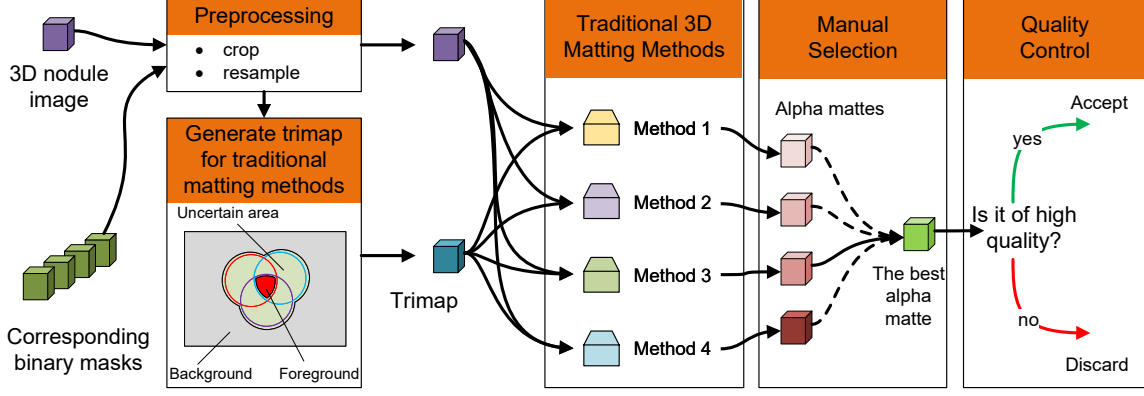 3D nodule
image
Corresponding
binary masks
Preprocessing
• crop
• resample
Generate trimap
for traditional
matting methods
Uncertain area
Background
Foreground
Trimap
Traditional 3D
Matting Methods
Method 1
Method 2
Method 3
Method 4
Manual
Selection
Alpha mattes
The best
alpha
matte
Quality
Control
Accept
yes
Is it of high
quality?
no
Discard